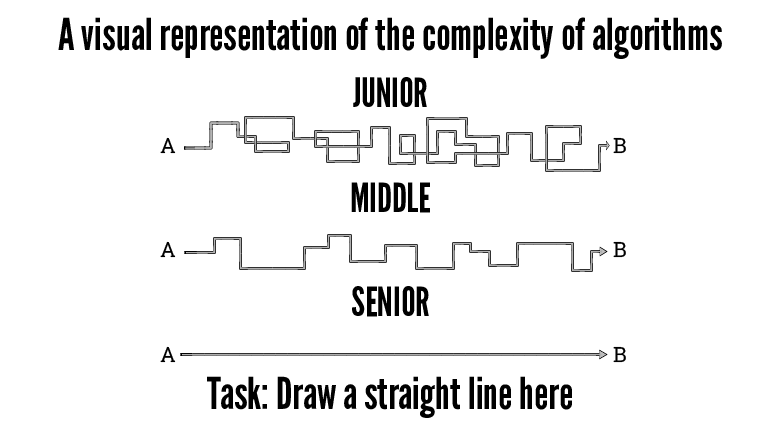 A visual representation of the complexity of algorithms
JUNIOR
A B
MIDDLE
A B
SENIOR
A B
Task: Draw a straight line here